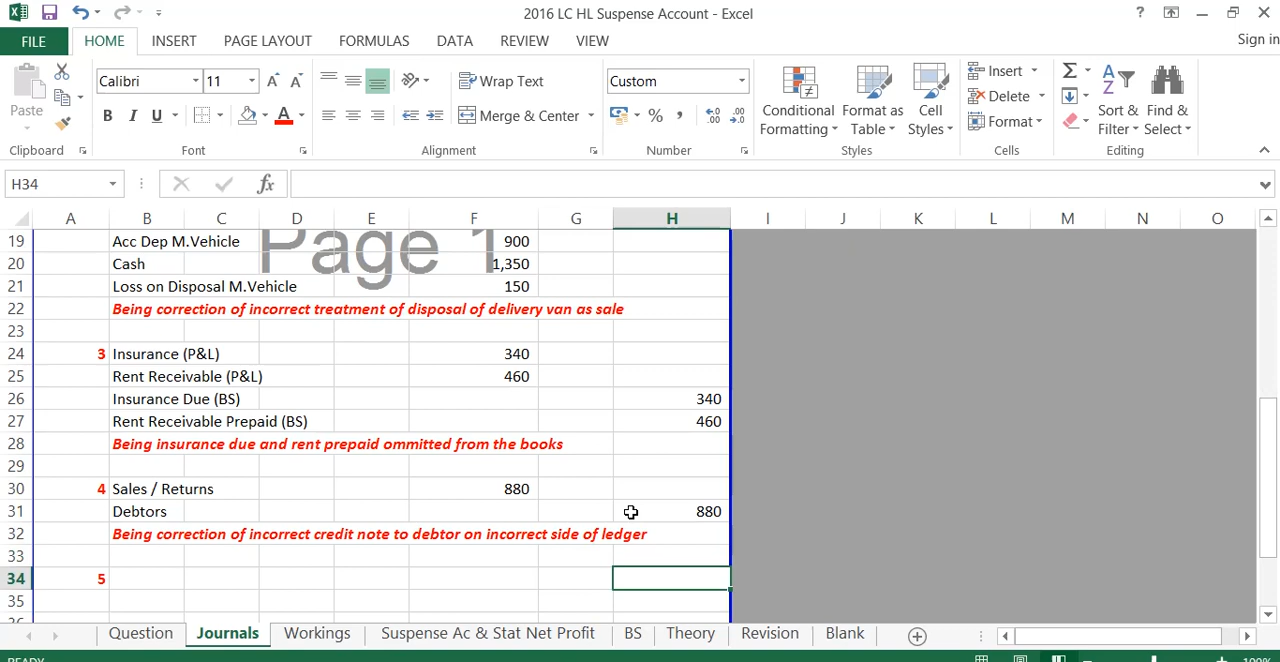 2016 LC HL Suspense Account - Excel
?
FILE HOME INSERT PAGE LAYOUT FORMULAS DATA REVIEW VIEW Sign in
Paste
Calibri 11
B I U A
Wrap Text
Merge & Center
Custom
% ,
Conditional Formatting
Format as Table
Cell Styles
Insert
Delete
Format
Sort & Filter
Find & Select
Clipboard Font Alignment Number Styles Cells Editing
H34 fx
A B C D E F G H I J K L M N O
Page 1
19 Acc Dep M.Vehicle 900
20 Cash 1,350
21 Loss on Disposal M.Vehicle 150
22 Being correction of incorrect treatment of disposal of delivery van as sale
23
24 3 Insurance (P&L) 340
25 Rent Receivable (P&L) 460
26 Insurance Due (BS) 340
27 Rent Receivable Prepaid (BS) 460
28 Being insurance due and rent prepaid ommitted from the books
29
30 4 Sales / Returns 880
31 Debtors 880
32 Being correction of incorrect credit note to debtor on incorrect side of ledger
33
34 5
35
Question Journals Workings Suspense Ac & Stat Net Profit BS Theory Revision Blank